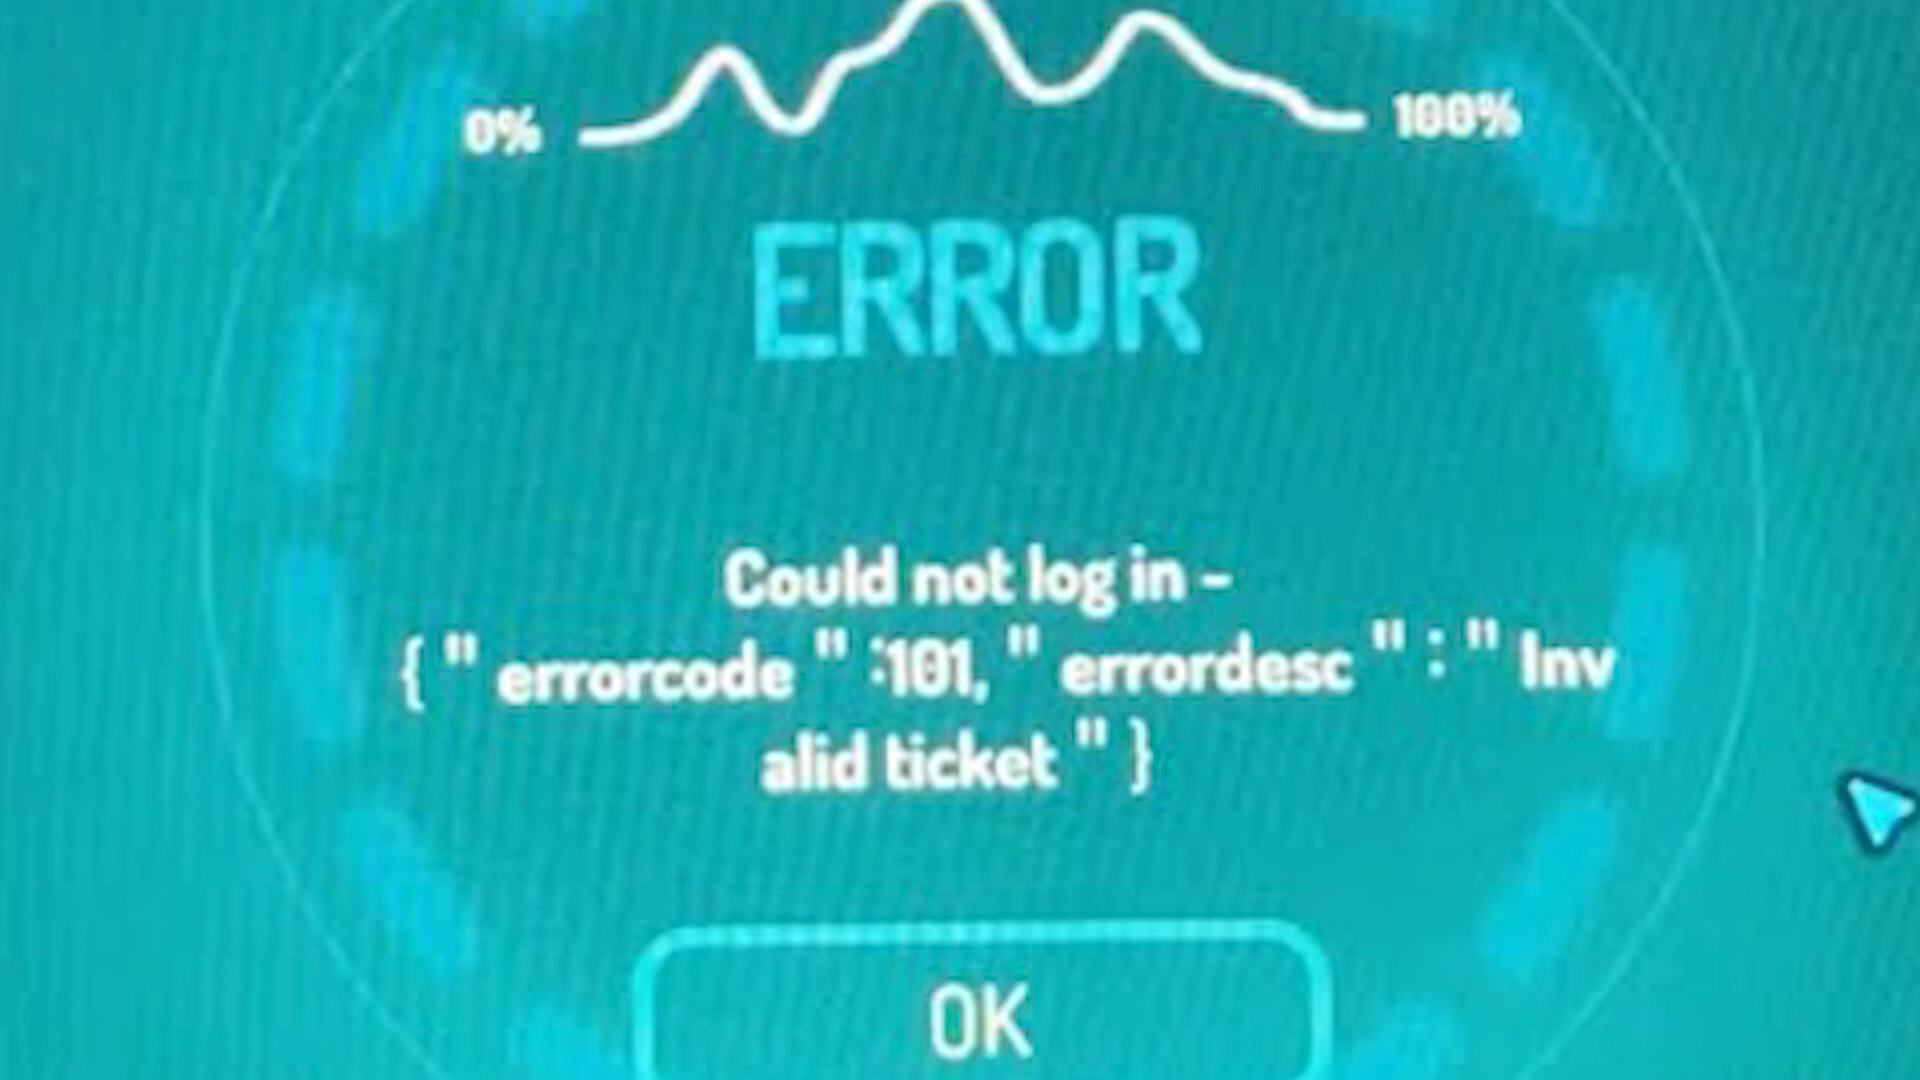 0% 100%
ERROR
Could not log in -
{ " errorcode " :101, " errordesc " : " Inv
alid ticket " }
OK